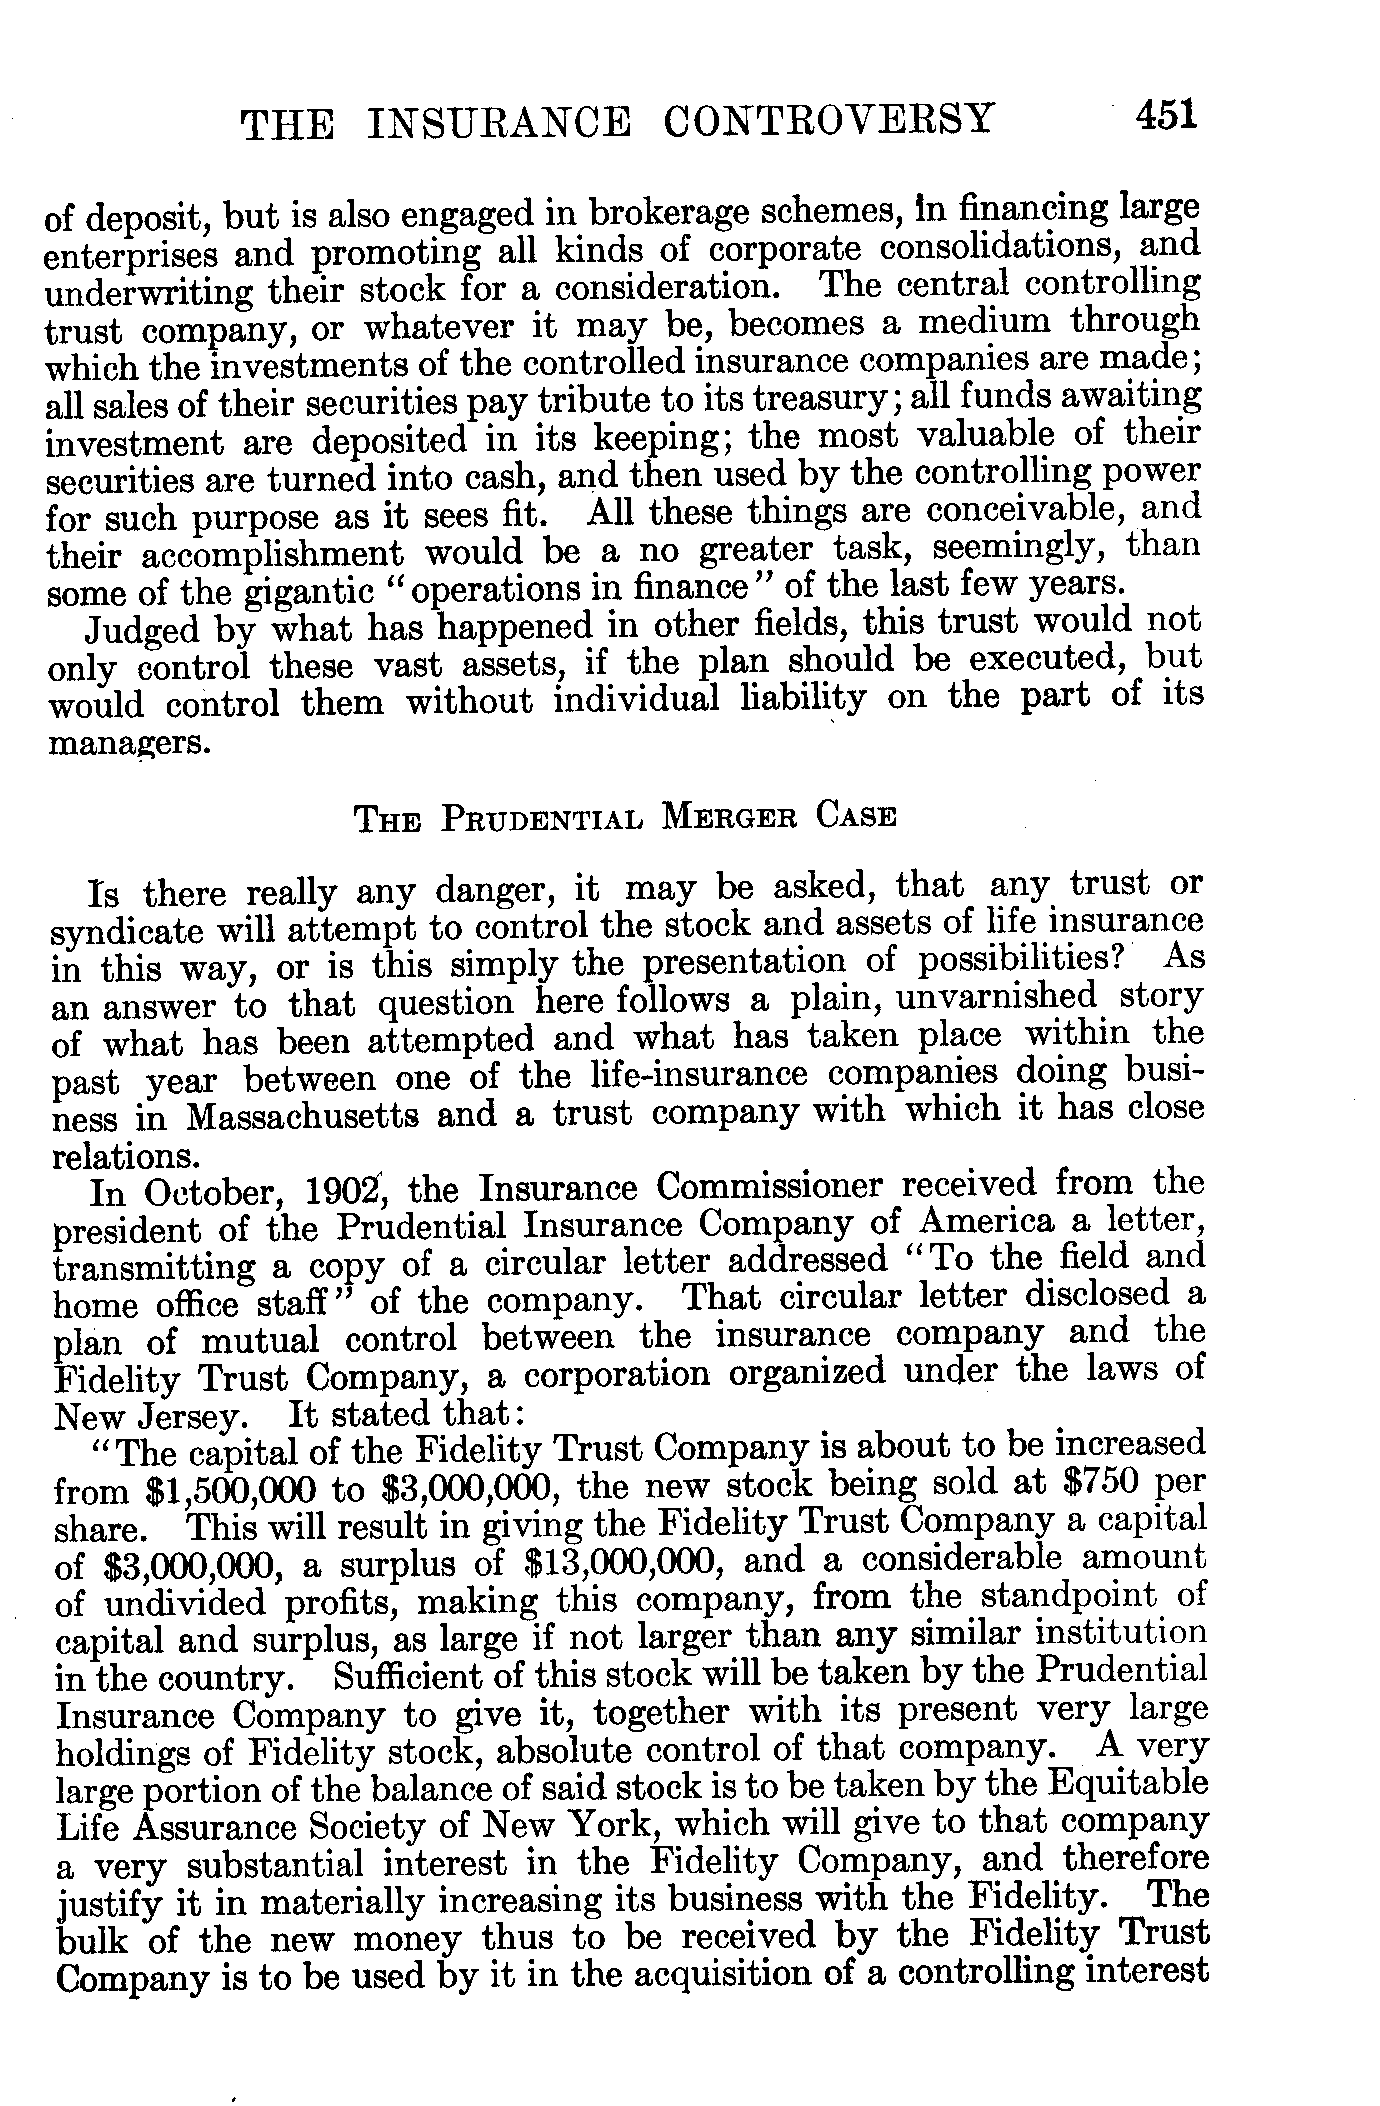 THE INSURANCE CONTROVERSY 451
of deposit, but is also engaged in brokerage schemes, in financing large
enterprises and promoting all kinds of corporate consolidations, and
underwriting their stock for a consideration. The central controlling
trust company, or whatever it may be, becomes a medium through
which the investments of the controlled insurance companies are made;
all sales of their securities pay tribute to its treasury; all funds awaiting
investment are deposited in its keeping; the most valuable of their
securities are turned into cash, and then used by the controlling power
for such purpose as it sees fit. All these things are conceivable, and
their accomplishment would be a no greater task, seemingly, than
some of the gigantic "operations in finance" of the last few years.
Judged by what has happened in other fields, this trust would not
only control these vast assets, if the plan should be executed, but
would control them without individual liability on the part of its
managers.
THE PRUDENTIAL MERGER CASE
Is there really any danger, it may be asked, that any trust or
syndicate will attempt to control the stock and assets of life insurance
in this way, or is this simply the presentation of possibilities? As
an answer to that question here follows a plain, unvarnished story
of what has been attempted and what has taken place within the
past year between one of the life-insurance companies doing busi-
ness in Massachusetts and a trust company with which it has close
relations.
In October, 1902, the Insurance Commissioner received from the
president of the Prudential Insurance Company of America a letter,
transmitting a copy of a circular letter addressed "To the field and
home office staff" of the company. That circular letter disclosed a
plan of mutual control between the insurance company and the
Fidelity Trust Company, a corporation organized under the laws of
New Jersey. It stated that:
"The capital of the Fidelity Trust Company is about to be increased
from $1,500,000 to $3,000,000, the new stock being sold at $750 per
share. This will result in giving the Fidelity Trust Company a capital
of $3,000,000, a surplus of $13,000,000, and a considerable amount
of undivided profits, making this company, from the standpoint of
capital and surplus, as large if not larger than any similar institution
in the country. Sufficient of this stock will be taken by the Prudential
Insurance Company to give it, together with its present very large
holdings of Fidelity stock, absolute control of that company. A very
large portion of the balance of said stock is to be taken by the Equitable
Life Assurance Society of New York, which will give to that company
a very substantial interest in the Fidelity Company, and therefore
justify it in materially increasing its business with the Fidelity. The
bulk of the new money thus to be received by the Fidelity Trust
Company is to be used by it in the acquisition of a controlling interest